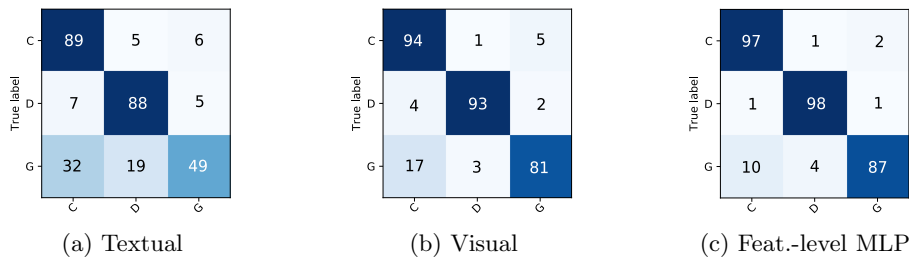 True label
C 89 5 6
D 7 88 5
G 32 19 49
C D G
(a) Textual
True label
C 94 1 5
D 4 93 2
G 17 3 81
C D G
(b) Visual
True label
C 97 1 2
D 1 98 1
G 10 4 87
C D G
(c) Feat.-level MLP